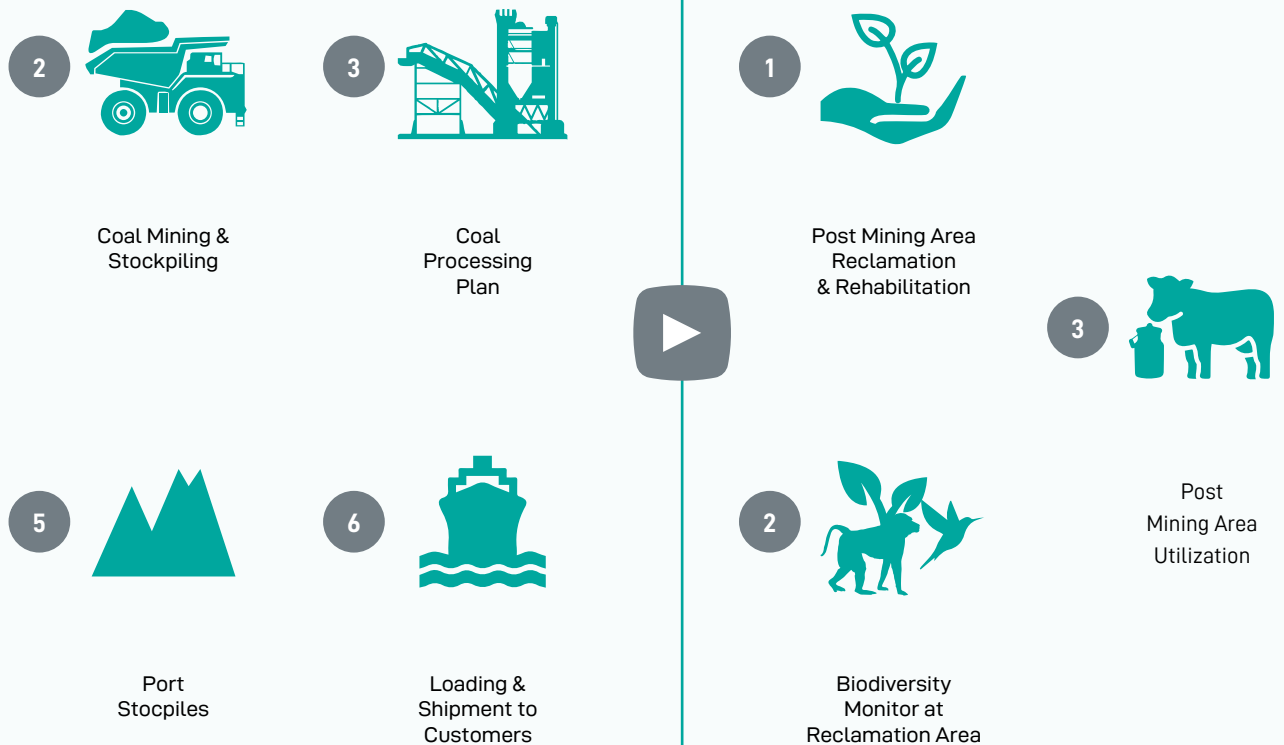 2
Coal Mining &
Stockpiling
3
Coal
Processing
Plan
5
Port
Stocpiles
6
Loading &
Shipment to
Customers
1
Post Mining Area
Reclamation
& Rehabilitation
2
Biodiversity
Monitor at
Reclamation Area
3
Post
Mining Area
Utilization